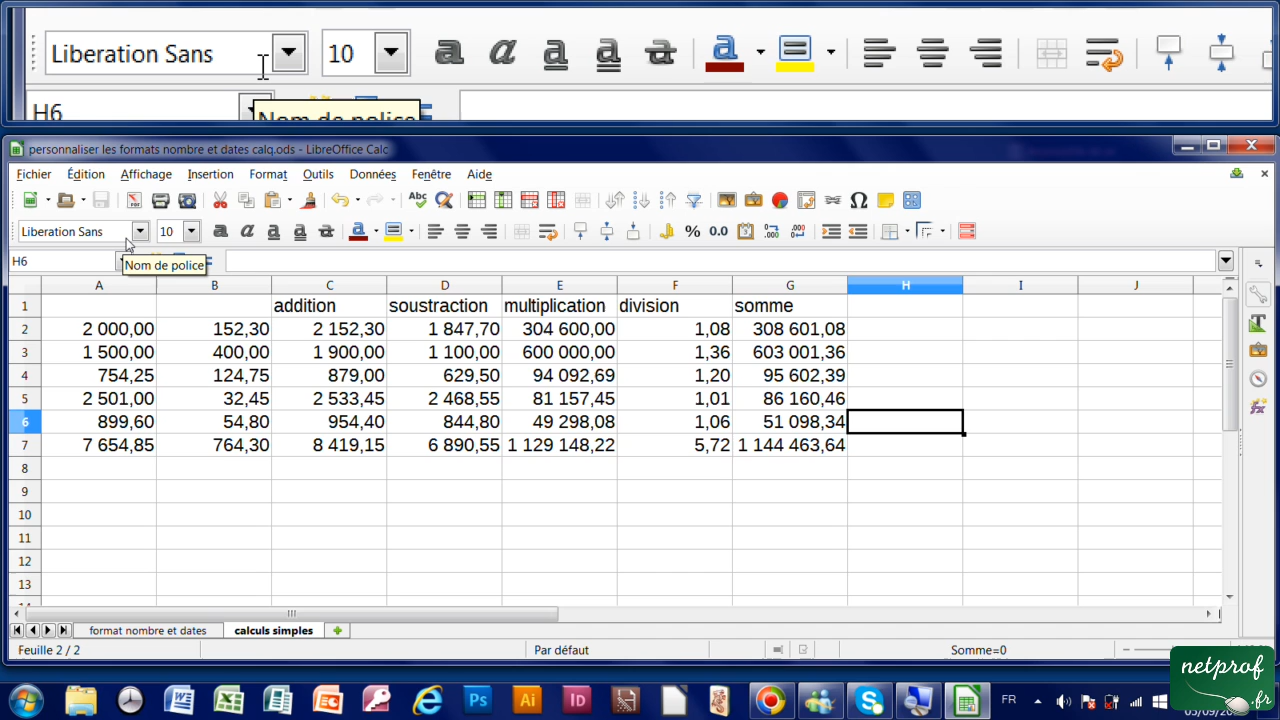 Liberation Sans 10
H6
Nom de police
personnaliser les formats nombre et dates calq.ods - LibreOffice Calc
Fichier Édition Affichage Insertion Format Outils Données Fenêtre Aide
Liberation Sans 10 % 0.0
H6
Nom de police
A B C D E F G H I J
1 addition soustraction multiplication division somme
2 2 000,00 152,30 2 152,30 1 847,70 304 600,00 1,08 308 601,08
3 1 500,00 400,00 1 900,00 1 100,00 600 000,00 1,36 603 001,36
4 754,25 124,75 879,00 629,50 94 092,69 1,20 95 602,39
5 2 501,00 32,45 2 533,45 2 468,55 81 157,45 1,01 86 160,46
6 899,60 54,80 954,40 844,80 49 298,08 1,06 51 098,34
7 7 654,85 764,30 8 419,15 6 890,55 1 129 148,22 5,72 1 144 463,64
8
9
10
11
12
13
14
format nombre et dates calculs simples
Feuille 2 / 2 Par défaut Somme=0
netprof
.fr
Ps Ai Id FR